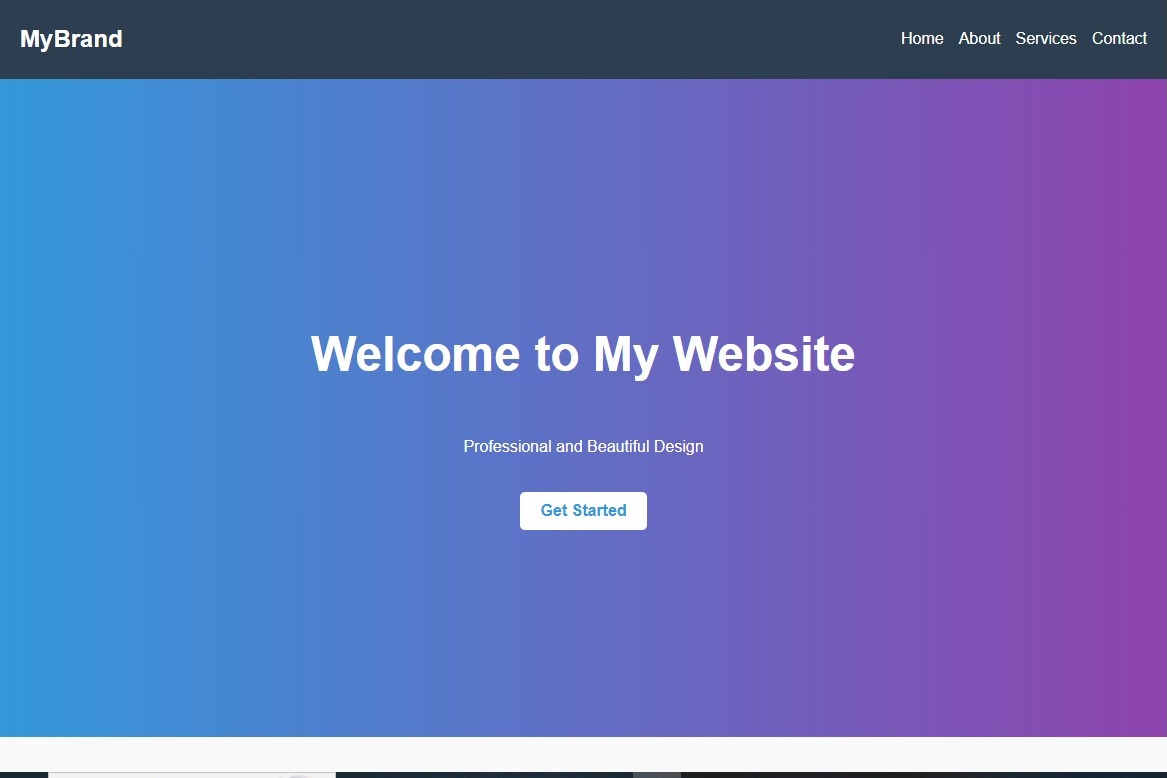 MyBrand
Home About Services Contact
Welcome to My Website
Professional and Beautiful Design
Get Started